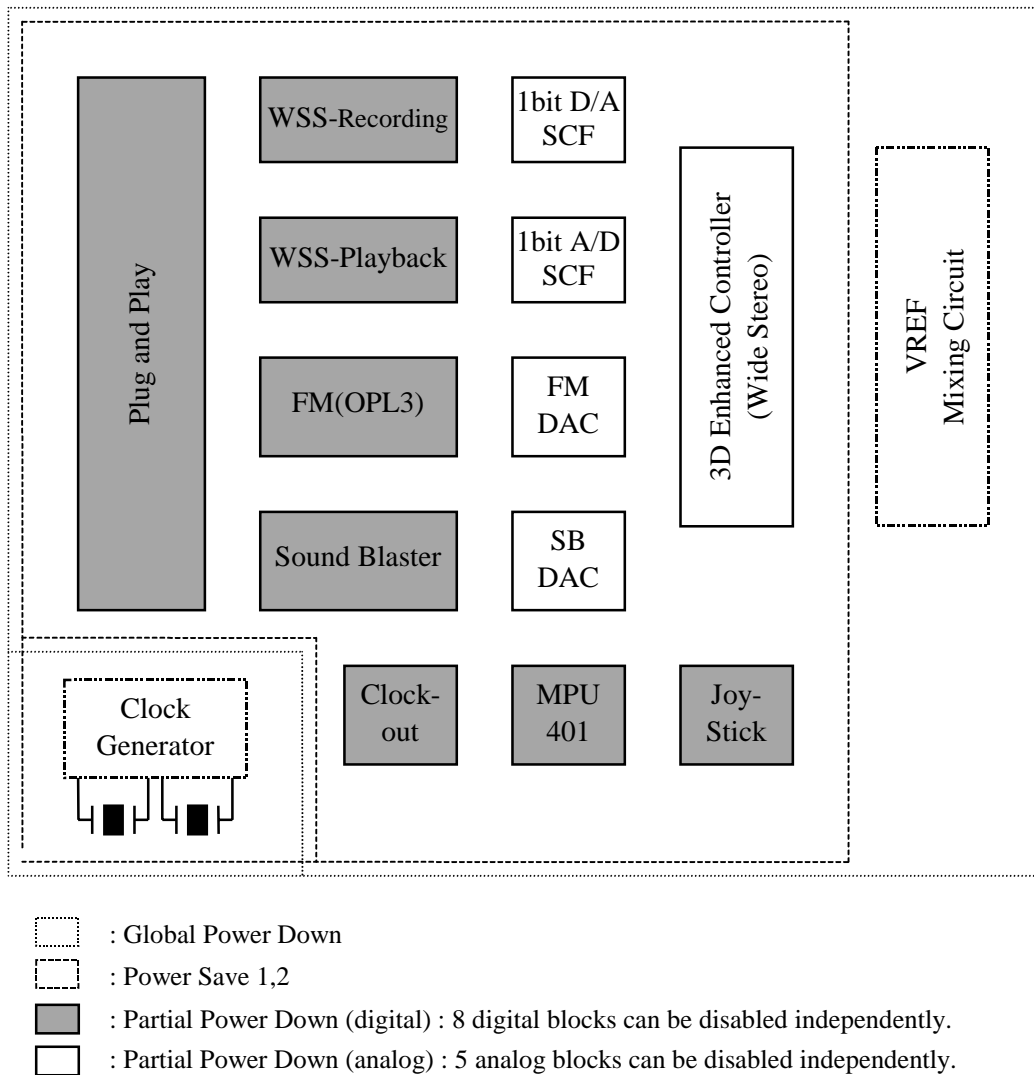 WSS-Recording
1bit D/A
SCF
WSS-Playback
1bit A/D
SCF
Plug and Play
3D Enhanced Controller
(Wide Stereo)
VREF
Mixing Circuit
FM(OPL3)
FM
DAC
Sound Blaster
SB
DAC
Clock
Generator
Clock-
out
MPU
401
Joy-
Stick
: Global Power Down
: Power Save 1,2
: Partial Power Down (digital) : 8 digital blocks can be disabled independently.
: Partial Power Down (analog) : 5 analog blocks can be disabled independently.